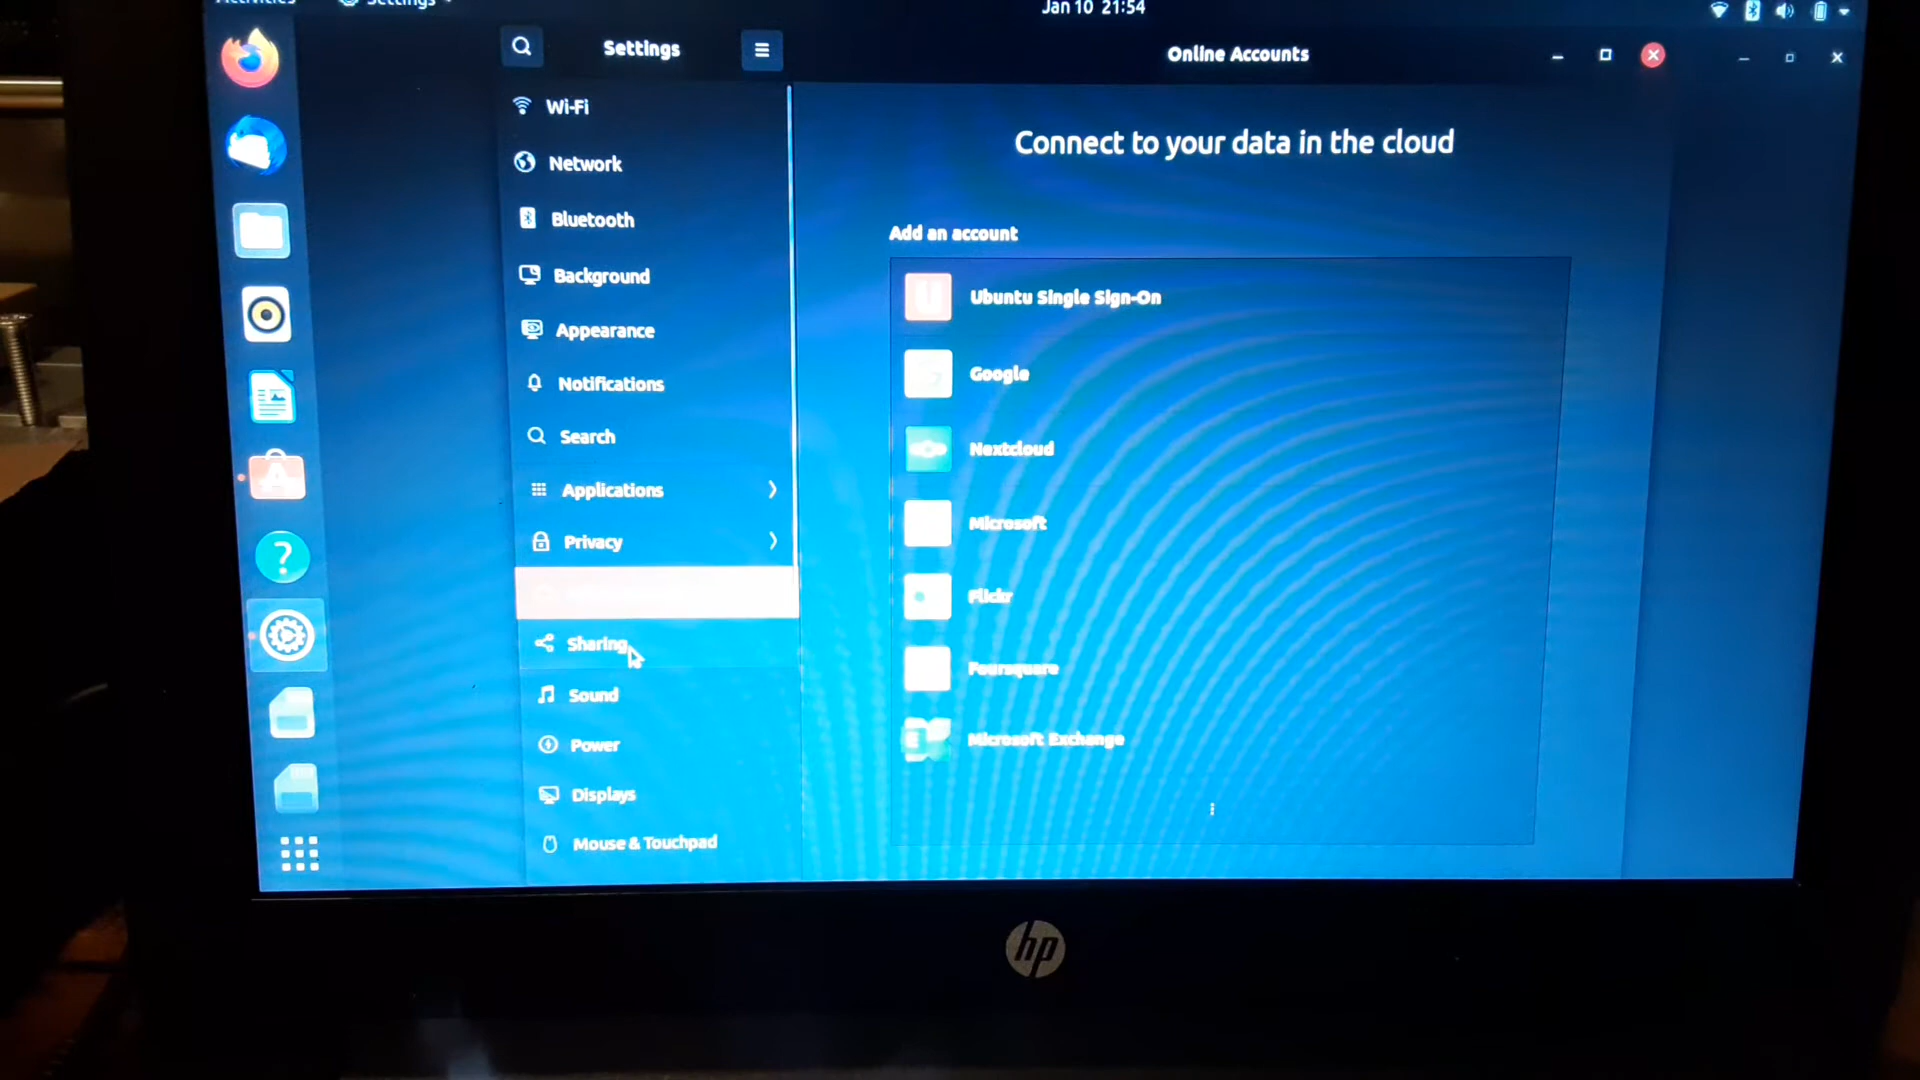 Activities
Settings
Jan 10 21:54
Settings
Online Accounts
Wi-Fi
Network
Bluetooth
Background
Appearance
Notifications
Search
Applications
Privacy
Sharing
Sound
Power
Displays
Mouse & Touchpad
Connect to your data in the cloud
Add an account
Ubuntu Single Sign-On
Google
Nextcloud
Microsoft
Flickr
Foursquare
Microsoft Exchange
hp